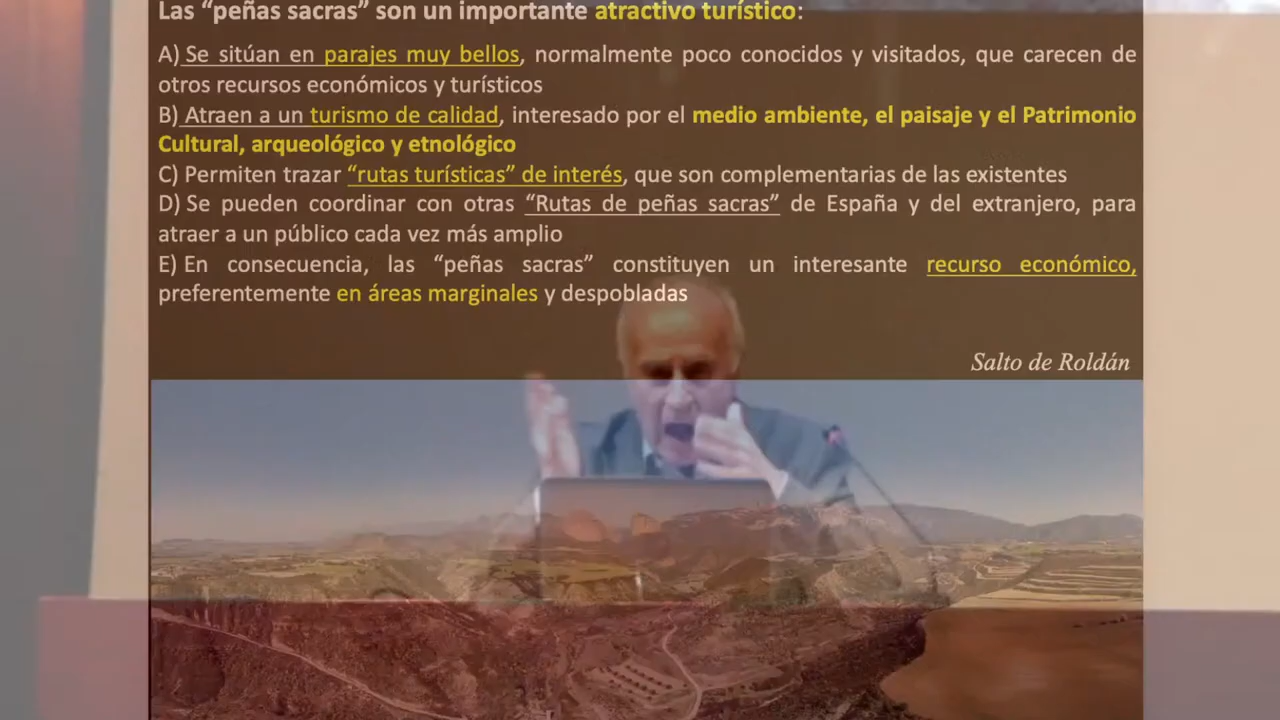 Las “peñas sacras” son un importante atractivo turístico:
A) Se sitúan en parajes muy bellos, normalmente poco conocidos y visitados, que carecen de
otros recursos económicos y turísticos
B) Atraen a un turismo de calidad, interesado por el medio ambiente, el paisaje y el Patrimonio
Cultural, arqueológico y etnológico
C) Permiten trazar “rutas turísticas” de interés, que son complementarias de las existentes
D) Se pueden coordinar con otras “Rutas de peñas sacras” de España y del extranjero, para
atraer a un público cada vez más amplio
E) En consecuencia, las “peñas sacras” constituyen un interesante recurso económico,
preferentemente en áreas marginales y despobladas
Salto de Roldán